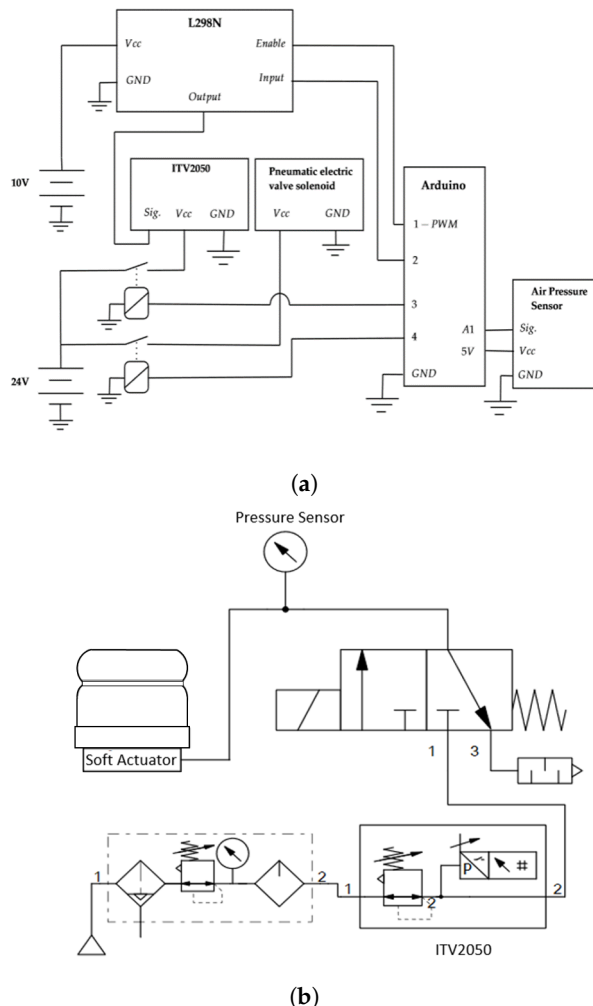 L298N
Vcc
Enable
GND
Input
Output
10V
ITV2050
Sig.
Vcc
GND
Pneumatic electric
valve solenoid
Vcc
GND
Arduino
1 – PWM
2
3
4
A1
5V
GND
Air Pressure
Sensor
Sig.
Vcc
GND
24V
(a)
Pressure Sensor
Soft Actuator
1
3
1
2
1
2
p
#
2
ITV2050
(b)